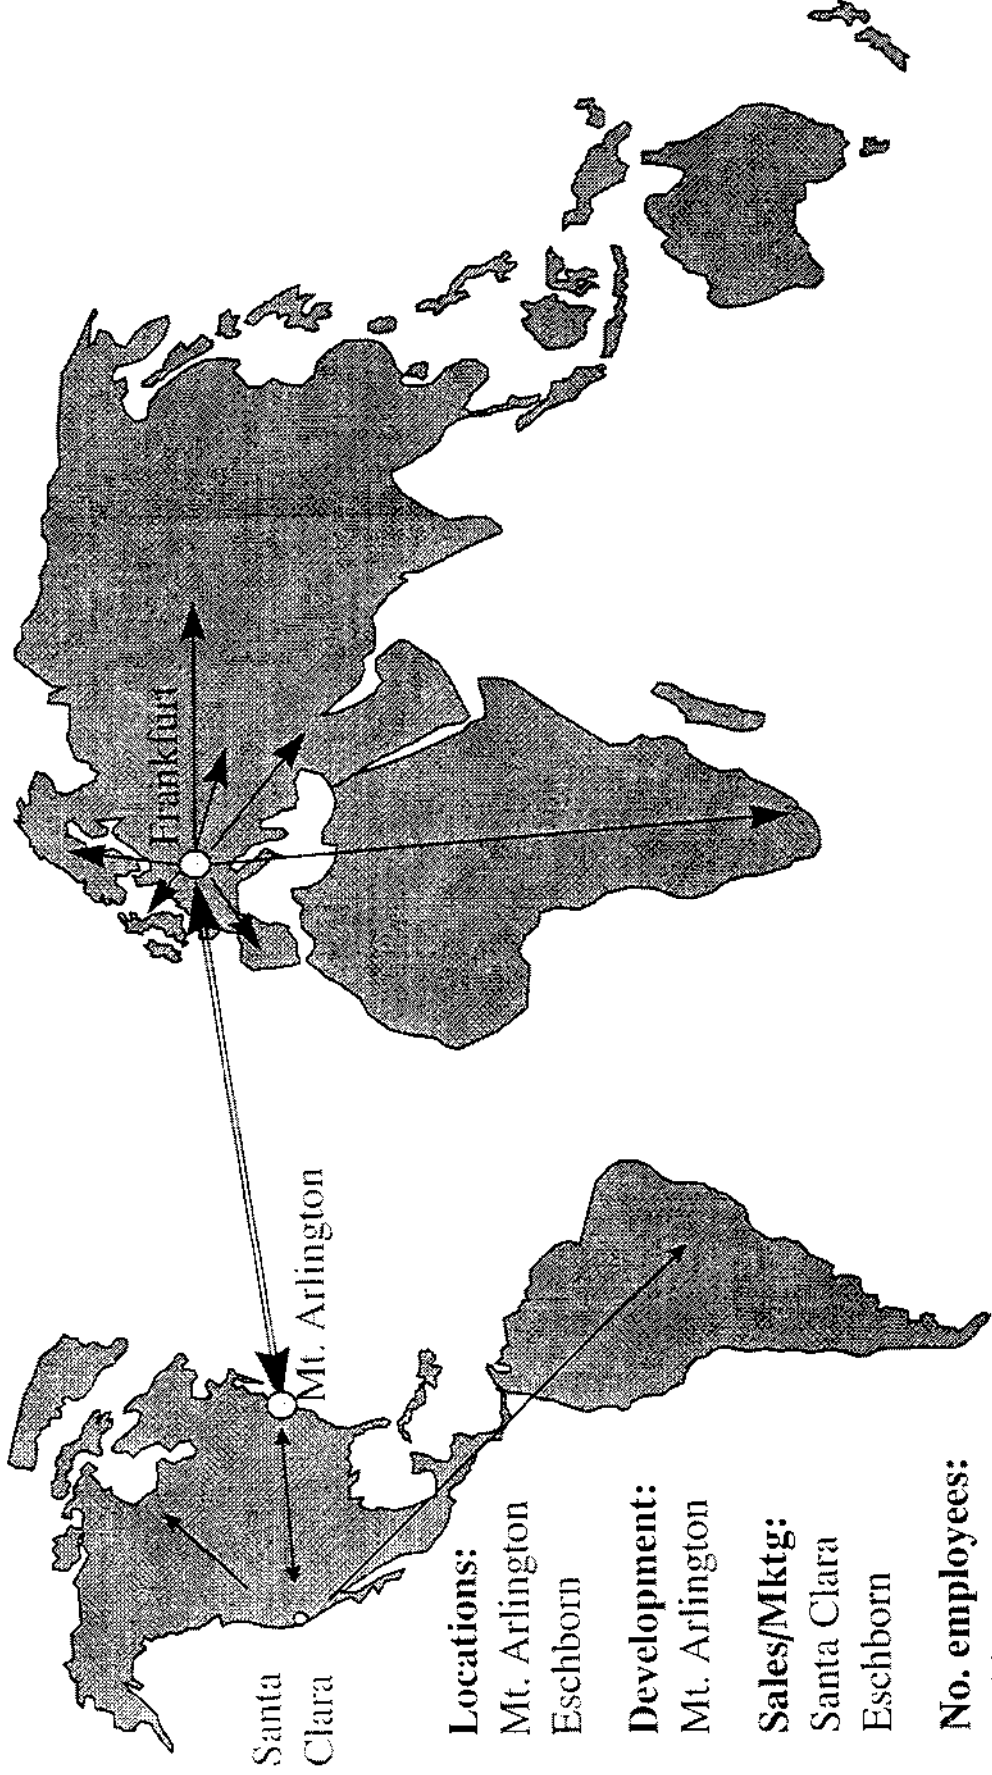 Frankfurt
Mt. Arlington
Santa
Clara
Locations:
Mt. Arlington
Eschborn
Development:
Mt. Arlington
Sales/Mktg:
Santa Clara
Eschborn
No. employees: